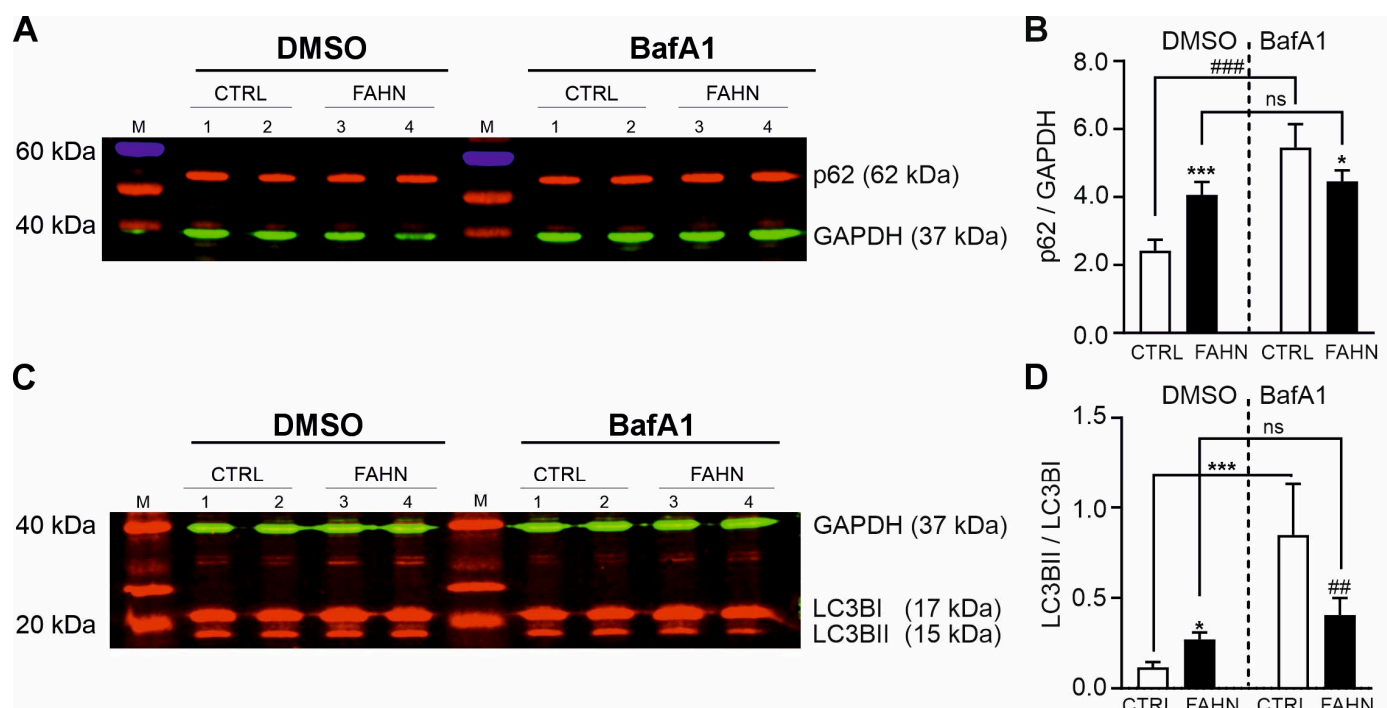 A
DMSO BafA1
CTRL FAHN CTRL FAHN
M 1 2 3 4 M 1 2 3 4
60 kDa
p62 (62 kDa)
40 kDa
GAPDH (37 kDa)
B
DMSO BafA1
###
ns
***
*
p62 / GAPDH
8.0
6.0
4.0
2.0
0.0
CTRL FAHN CTRL FAHN
C
DMSO BafA1
CTRL FAHN CTRL FAHN
M 1 2 3 4 M 1 2 3 4
40 kDa
GAPDH (37 kDa)
LC3BI (17 kDa)
20 kDa
LC3BII (15 kDa)
D
DMSO BafA1
ns
***
##
*
LC3BII / LC3BI
1.5
1.0
0.5
0.0
CTRL FAHN CTRL FAHN